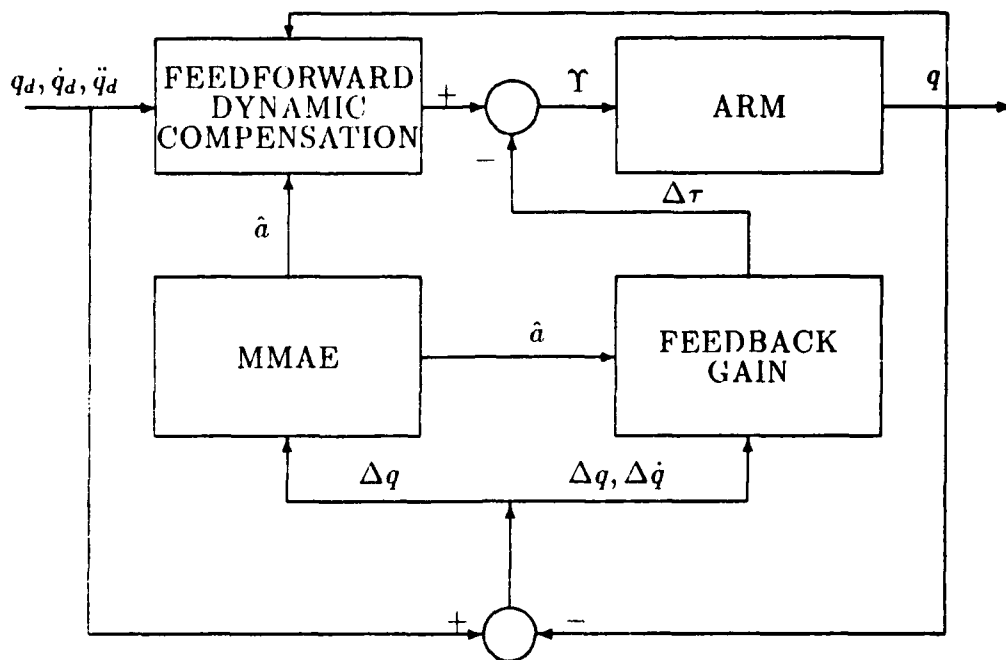 q_d, q̇_d, q̈_d
FEEDFORWARD
DYNAMIC
COMPENSATION
+
−
ϒ
ARM
q
Δτ
â
MMAE
â
FEEDBACK
GAIN
Δq
Δq, Δq̇
+
−